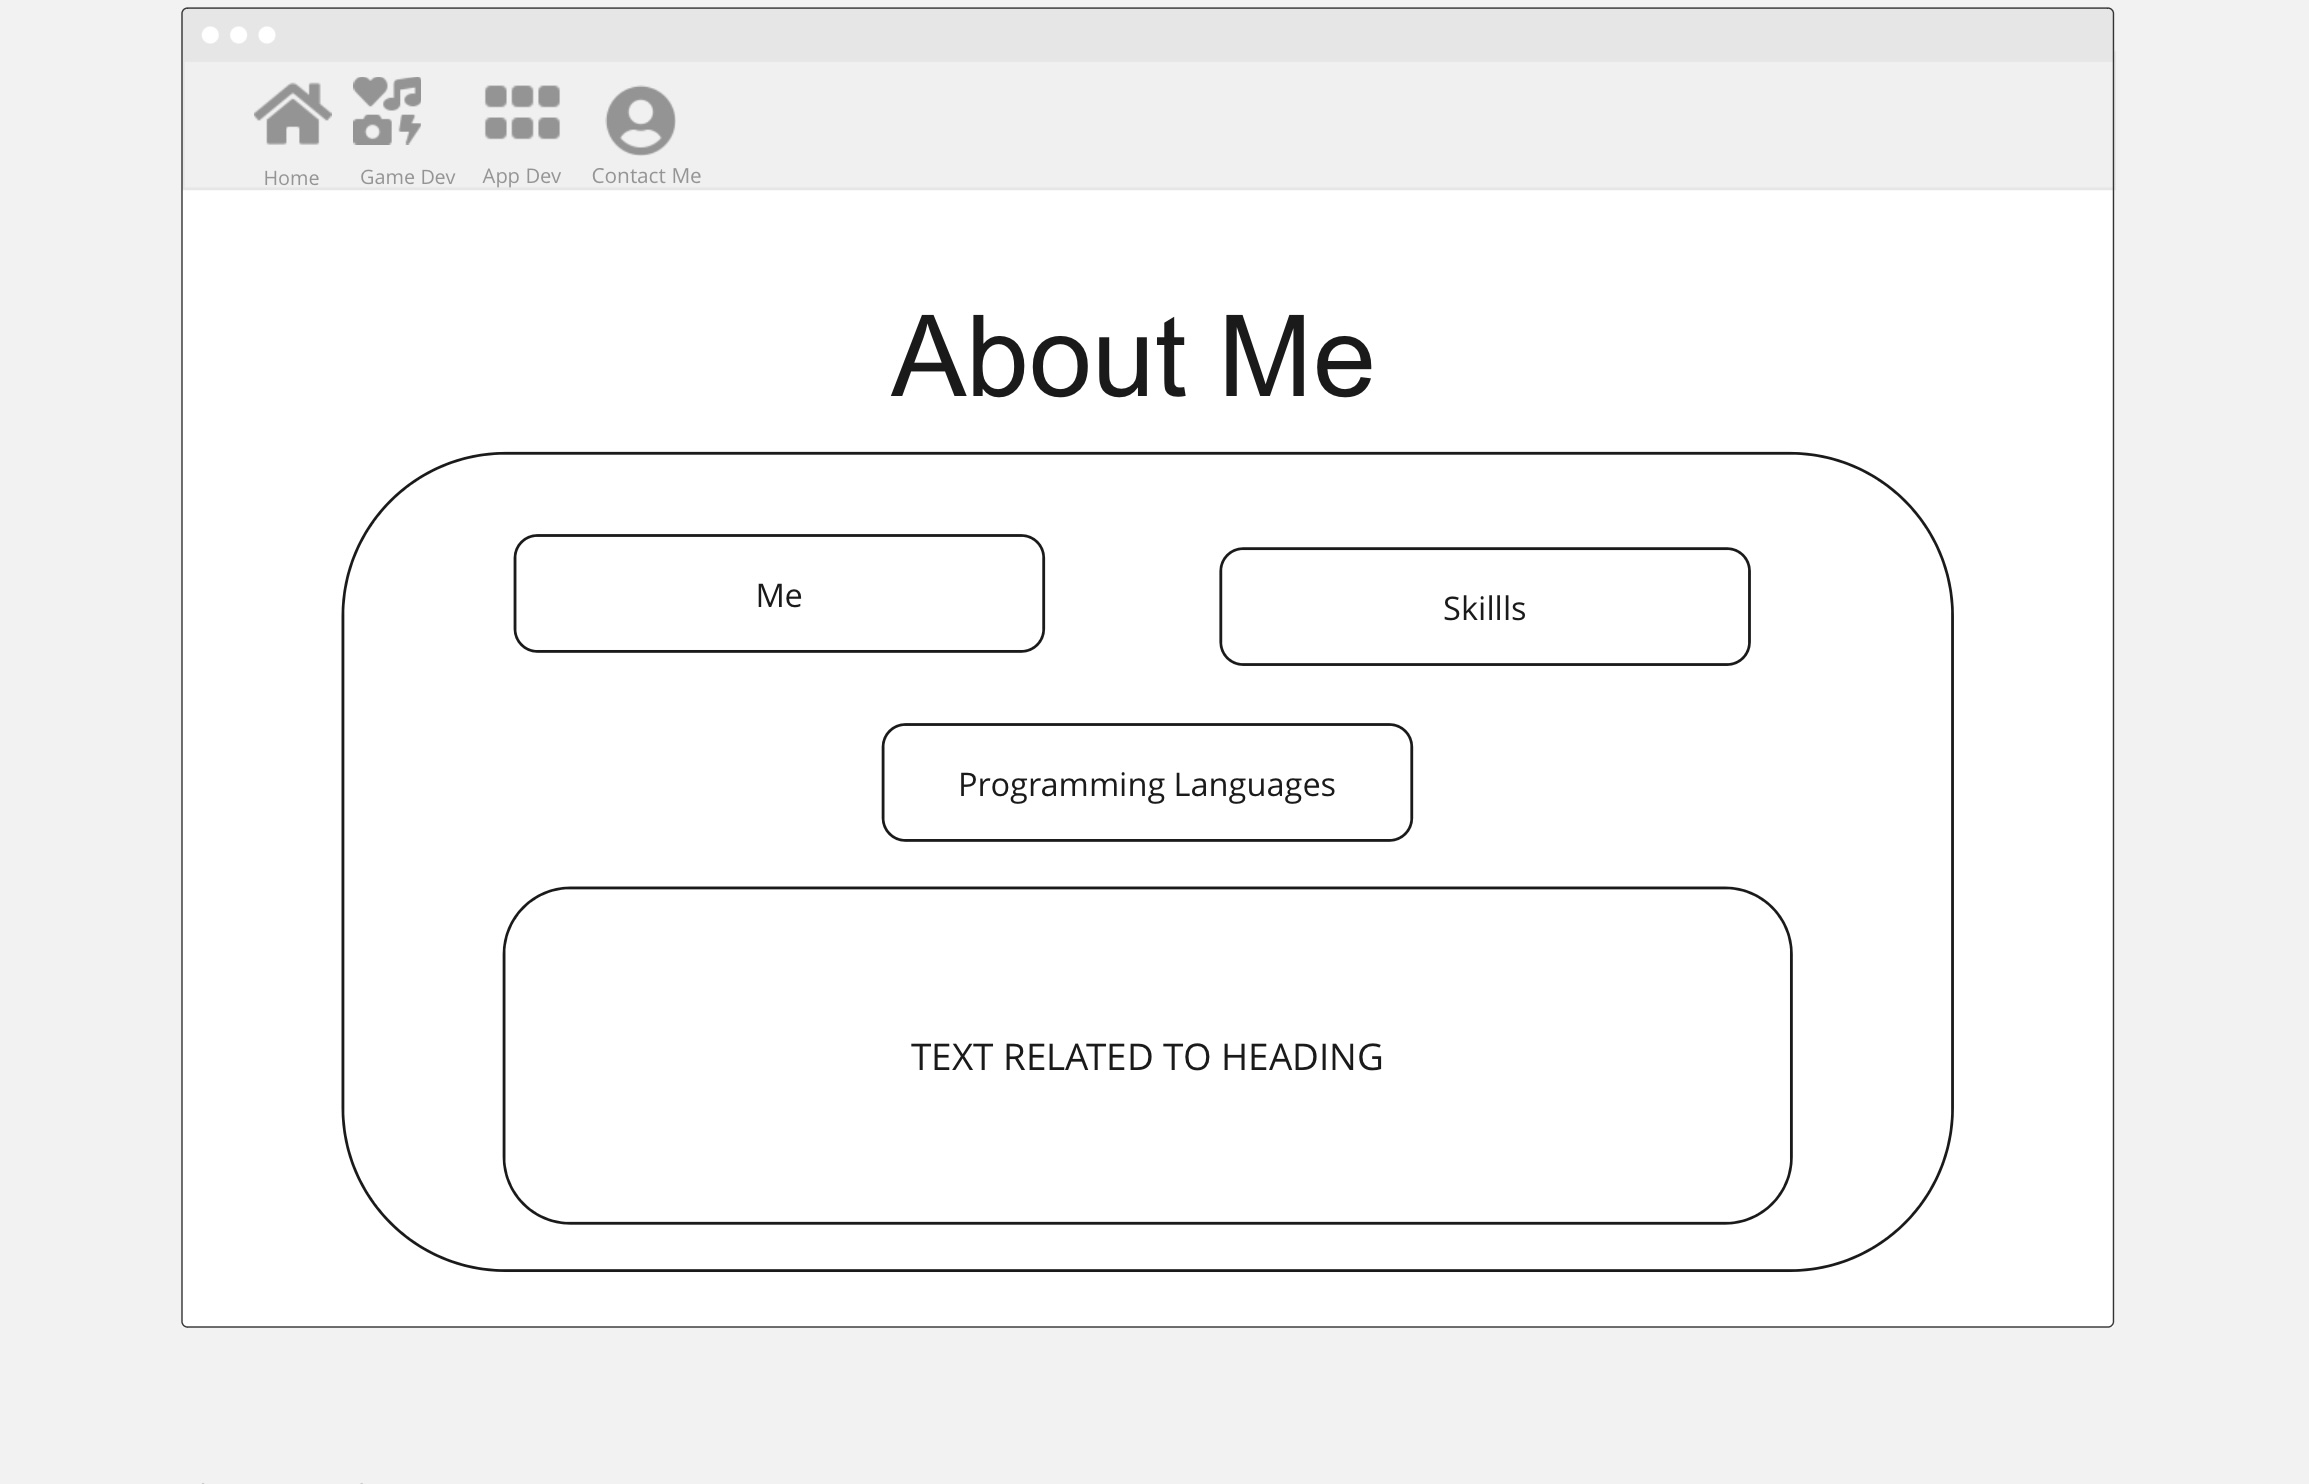 Home
Game Dev
App Dev
Contact Me
About Me
Me
Skillls
Programming Languages
TEXT RELATED TO HEADING